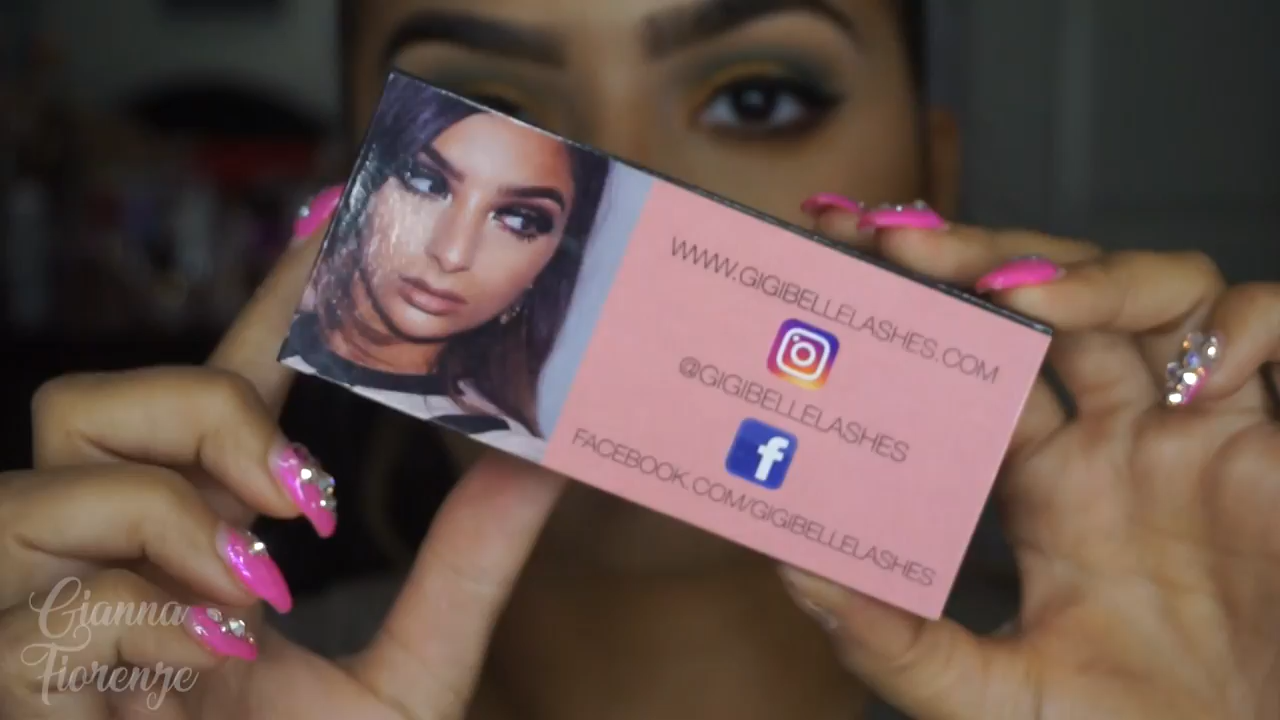 WWW.GIGIBELLELASHES.COM
@GIGIBELLELASHES
f
FACEBOOK.COM/GIGIBELLELASHES
Gianna
Fiorenze